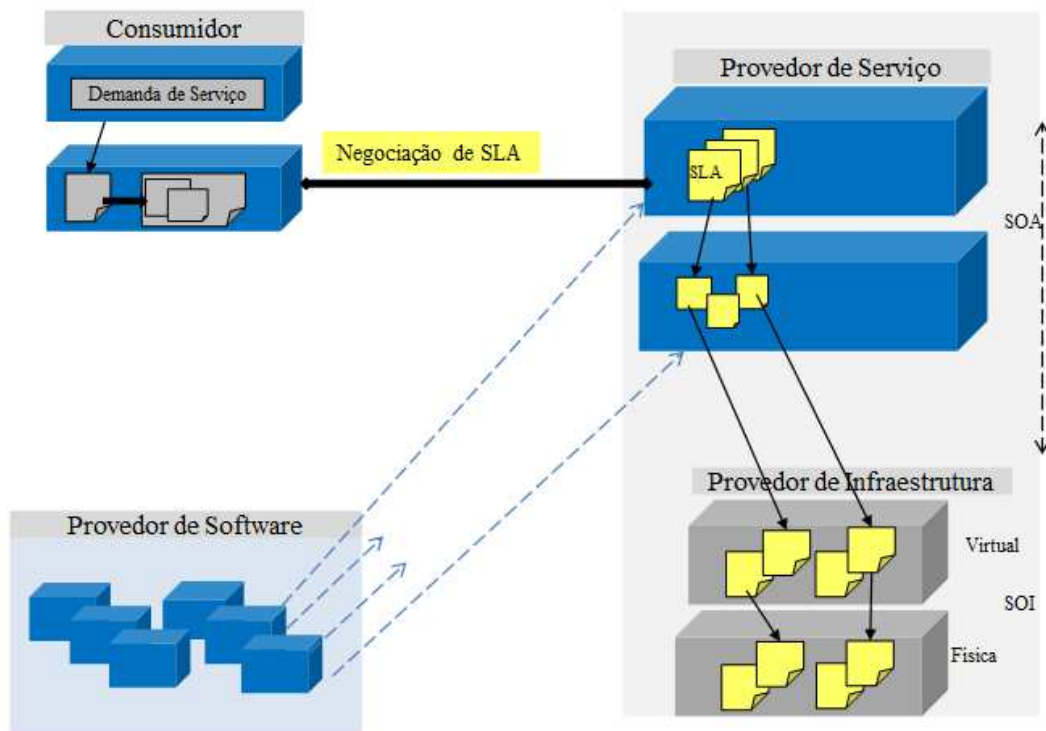 Consumidor
Demanda de Serviço
Negociação de SLA
Provedor de Serviço
SLA
SOA
Provedor de Infraestrutura
Virtual
SOI
Física
Provedor de Software